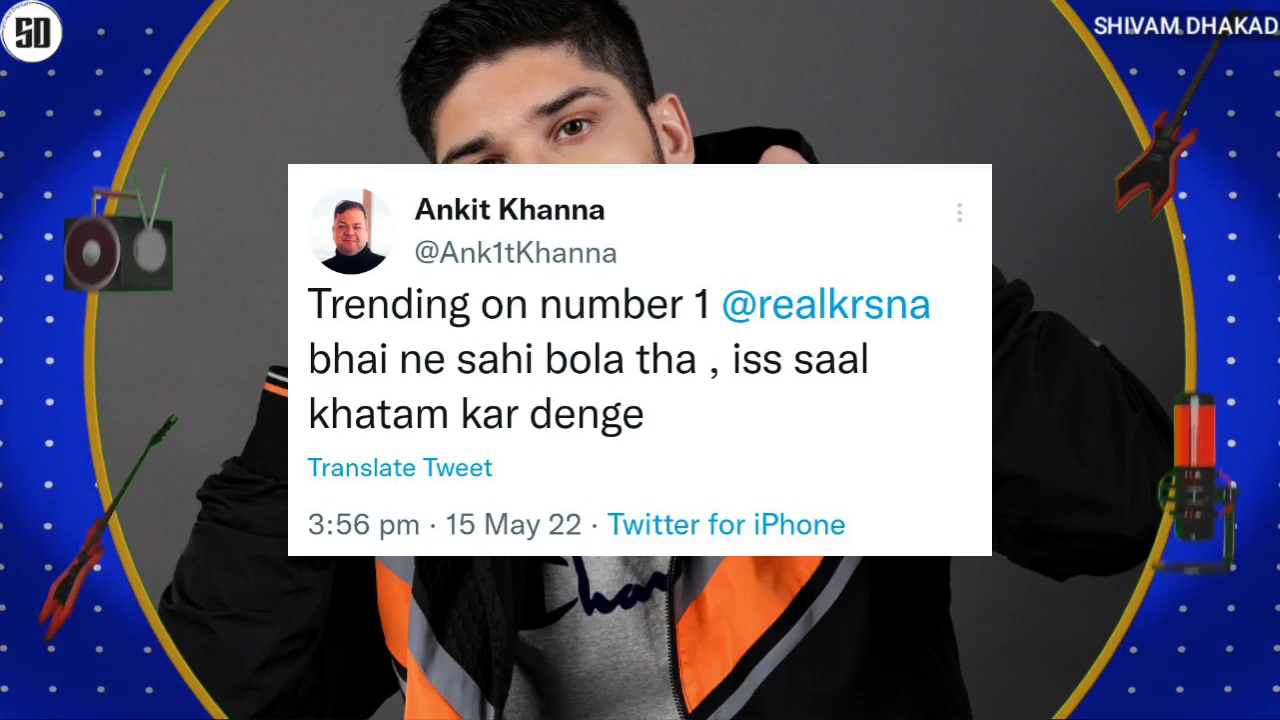 SD
SHIVAM DHAKAD
Ankit Khanna
@Ank1tKhanna
Trending on number 1 @realkrsna
bhai ne sahi bola tha , iss saal
khatam kar denge
Translate Tweet
3:56 pm · 15 May 22 · Twitter for iPhone